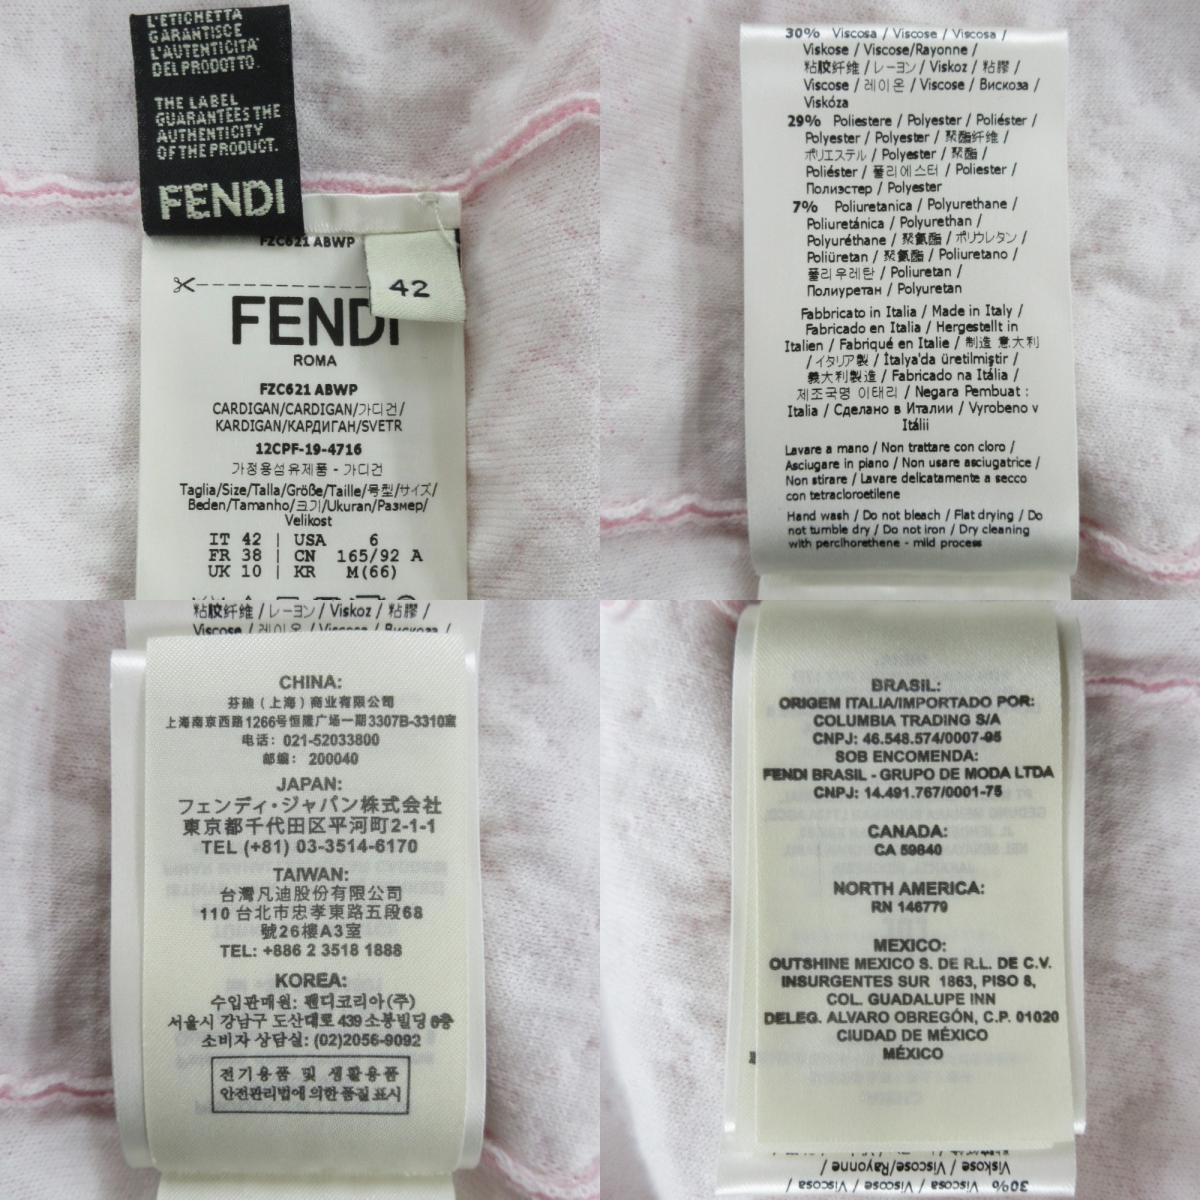 L'ETICHETTA
GARANTISCE
L'AUTENTICITA'
DEL PRODOTTO.
THE LABEL
GUARANTEES THE
AUTHENTICITY
OF THE PRODUCT.
FENDI
FZC621 ABWP
42
FENDI
ROMA
FZC621 ABWP
CARDIGAN/CARDIGAN/가디건/
KARDIGAN/КАРДИГАН/SVETR
12CPF-19-4716
가정용섬유제품 - 가디건
Taglia/Size/Talla/Größe/Taille/号型/サイズ/
Beden/Tamanho/크기/Ukuran/Размер/
Velikost
IT 42 | USA 6
FR 38 | CN 165/92 A
UK 10 | KR M(66)
30% Viscosa / Viscose / Viscosa /
Viskose / Viscose/Rayonne /
粘胶纤维 / レーヨン / Viskoz / 粘膠 /
Viscose / 레이온 / Viscose / Вискоза /
Viskóza
29% Poliestere / Polyester / Poliéster /
Polyester / Polyester / 聚酯纤维 /
ポリエステル / Polyester / 聚酯 /
Poliéster / 폴리에스터 / Poliester /
Полиэстер / Polyester
7% Poliuretanica / Polyurethane /
Poliuretánica / Polyurethan /
Polyuréthane / 聚氨酯 / ポリウレタン /
Poliüretan / 聚氨酯 / Poliuretano /
폴리우레탄 / Poliuretan /
Полиуретан / Polyuretan
Fabbricato in Italia / Made in Italy /
Fabricado en Italia / Hergestellt in
Italien / Fabriqué en Italie / 制造 意大利
/ イタリア製 / İtalya'da üretilmiştir /
義大利製造 / Fabricado na Itália /
제조국명 이태리 / Negara Pembuat :
Italia / Сделано в Италии / Vyrobeno v
Itálii
Lavare a mano / Non trattare con cloro /
Asciugare in piano / Non usare asciugatrice /
Non stirare / Lavare delicatamente a secco
con tetracloroetilene
Hand wash / Do not bleach / Flat drying / Do
not tumble dry / Do not iron / Dry cleaning
with perclhorethene - mild process
粘胶纤维 / レーヨン / Viskoz / 粘膠 /
Viscose / 레이온 / Viscose / Вискоза /
CHINA:
芬迪（上海）商业有限公司
上海南京西路1266号恒隆广场一期3307B-3310室
电话: 021-52033800
邮编: 200040
JAPAN:
フェンディ・ジャパン株式会社
東京都千代田区平河町2-1-1
TEL (+81) 03-3514-6170
TAIWAN:
台灣凡迪股份有限公司
110 台北市忠孝東路五段68
號26樓A3室
TEL: +886 2 3518 1888
KOREA:
수입판매원: 펜디코리아(주)
서울시 강남구 도산대로 439 소봉빌딩 6층
소비자 상담실: (02)2056-9092
전기용품 및 생활용품
안전관리법에 의한 품질 표시
BRASIL:
ORIGEM ITALIA/IMPORTADO POR:
COLUMBIA TRADING S/A
CNPJ: 46.548.574/0007-95
SOB ENCOMENDA:
FENDI BRASIL - GRUPO DE MODA LTDA
CNPJ: 14.491.767/0001-75
CANADA:
CA 59840
NORTH AMERICA:
RN 146779
MEXICO:
OUTSHINE MEXICO S. DE R.L. DE C.V.
INSURGENTES SUR 1863, PISO 8,
COL. GUADALUPE INN
DELEG. ALVARO OBREGÓN, C.P. 01020
CIUDAD DE MÉXICO
MÉXICO
Viskose / Viscose/Rayonne /
30% Viscosa / Viscose / Viscosa /